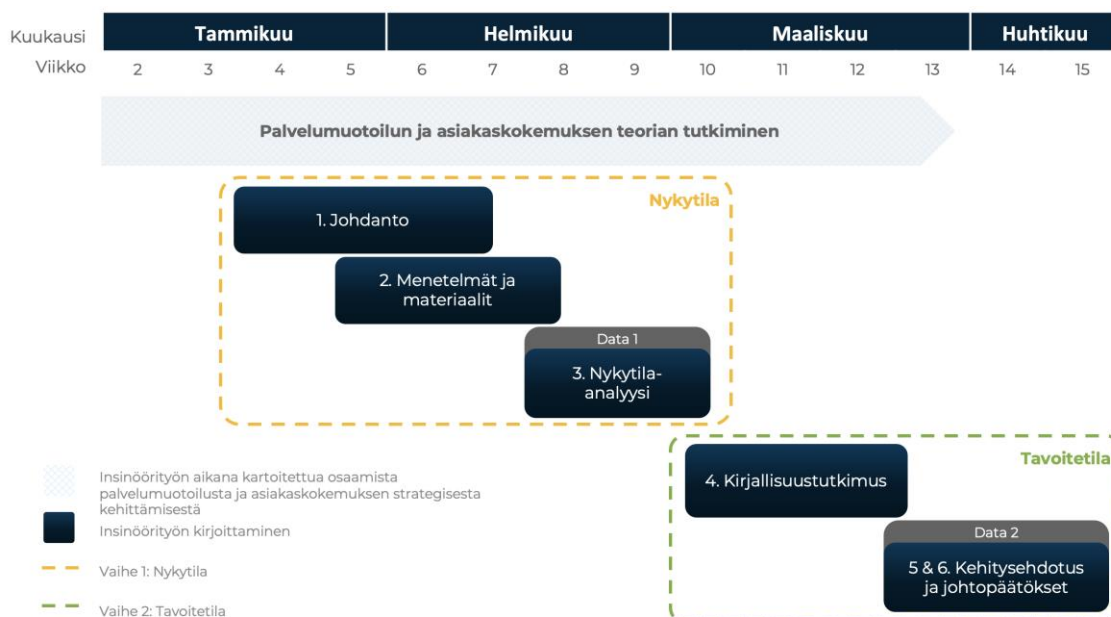 Kuukausi Tammikuu Helmikuu Maaliskuu Huhtikuu
Viikko 2 3 4 5 6 7 8 9 10 11 12 13 14 15
Palvelumuotoilun ja asiakaskokemuksen teorian tutkiminen
Nykytila
1. Johdanto
2. Menetelmät ja
materiaalit
Data 1
3. Nykytila-
analyysi
Tavoitetila
4. Kirjallisuustutkimus
Data 2
5 & 6. Kehitysehdotus
ja johtopäätökset
Insinöörityön aikana kartoitettua osaamista
palvelumuotoilusta ja asiakaskokemuksen strategisesta
kehittämisestä
Insinöörityön kirjoittaminen
Vaihe 1: Nykytila
Vaihe 2: Tavoitetila